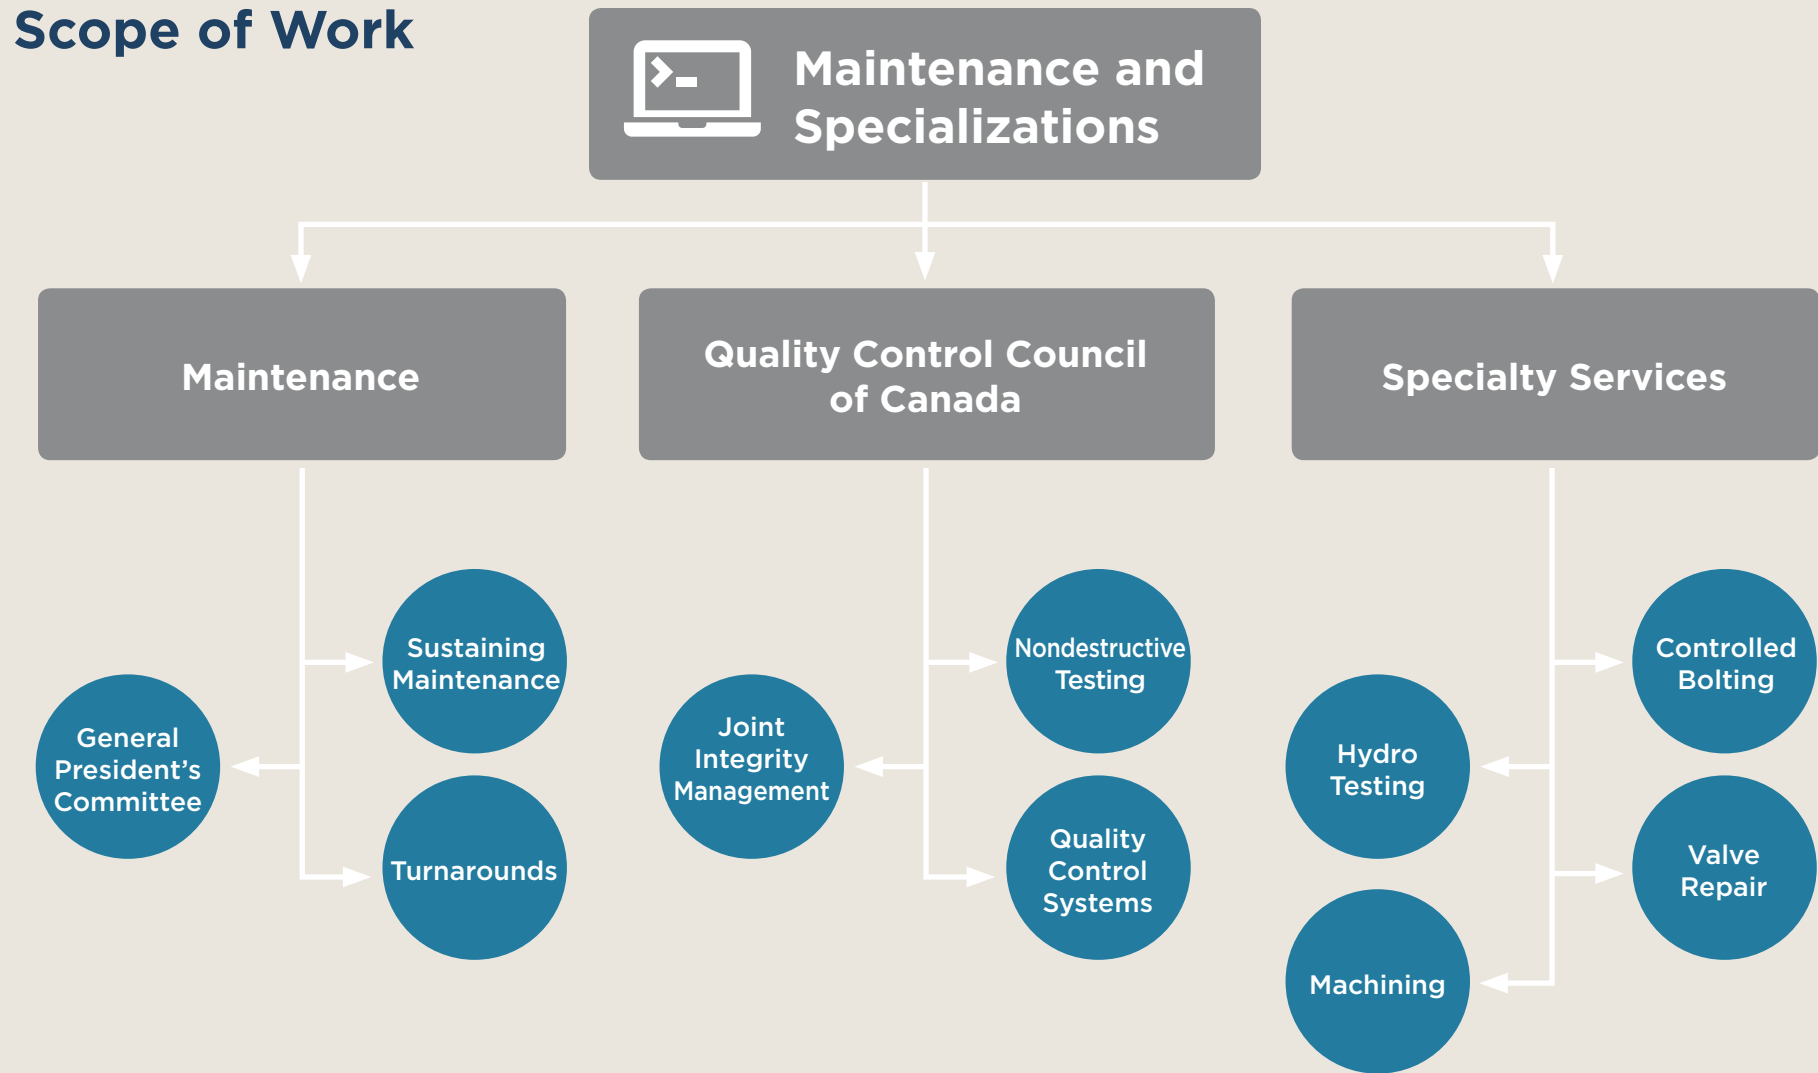 Scope of Work
Maintenance and
Specializations
Maintenance
Quality Control Council
of Canada
Specialty Services
Sustaining
Maintenance
General
President’s
Committee
Turnarounds
Nondestructive
Testing
Joint
Integrity
Management
Quality
Control
Systems
Controlled
Bolting
Hydro
Testing
Valve
Repair
Machining